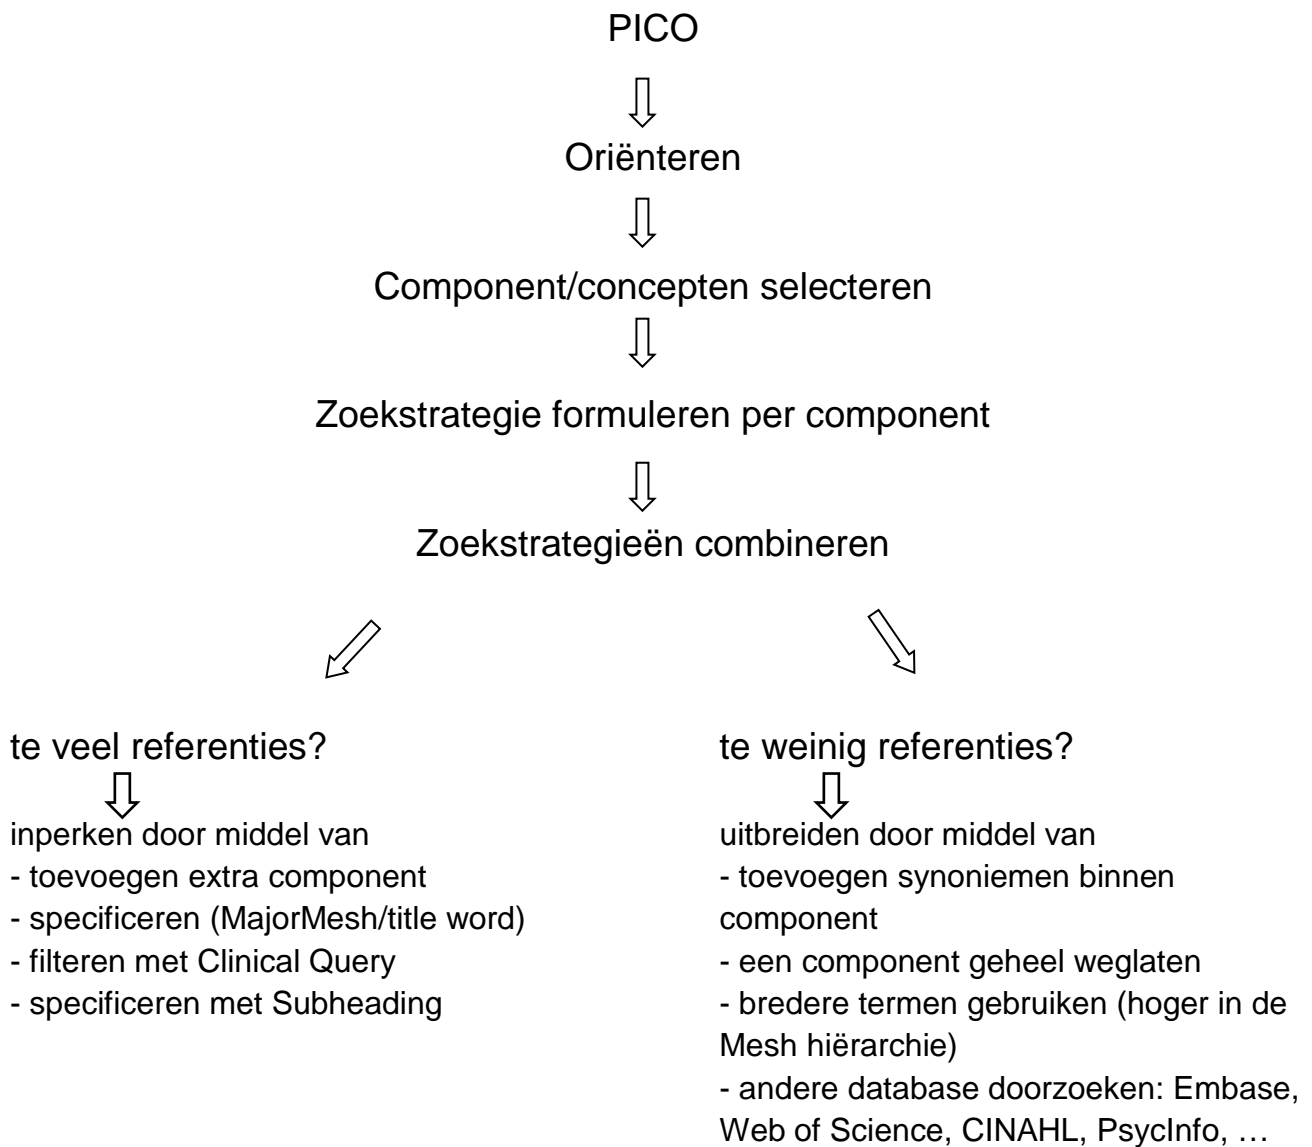 PICO
Oriënteren
Component/concepten selecteren
Zoekstrategie formuleren per component
Zoekstrategieën combineren
te veel referenties?
inperken door middel van
- toevoegen extra component
- specificeren (MajorMesh/title word)
- filteren met Clinical Query
- specificeren met Subheading
te weinig referenties?
uitbreiden door middel van
- toevoegen synoniemen binnen
component
- een component geheel weglaten
- bredere termen gebruiken (hoger in de
Mesh hiërarchie)
- andere database doorzoeken: Embase,
Web of Science, CINAHL, PsycInfo, …